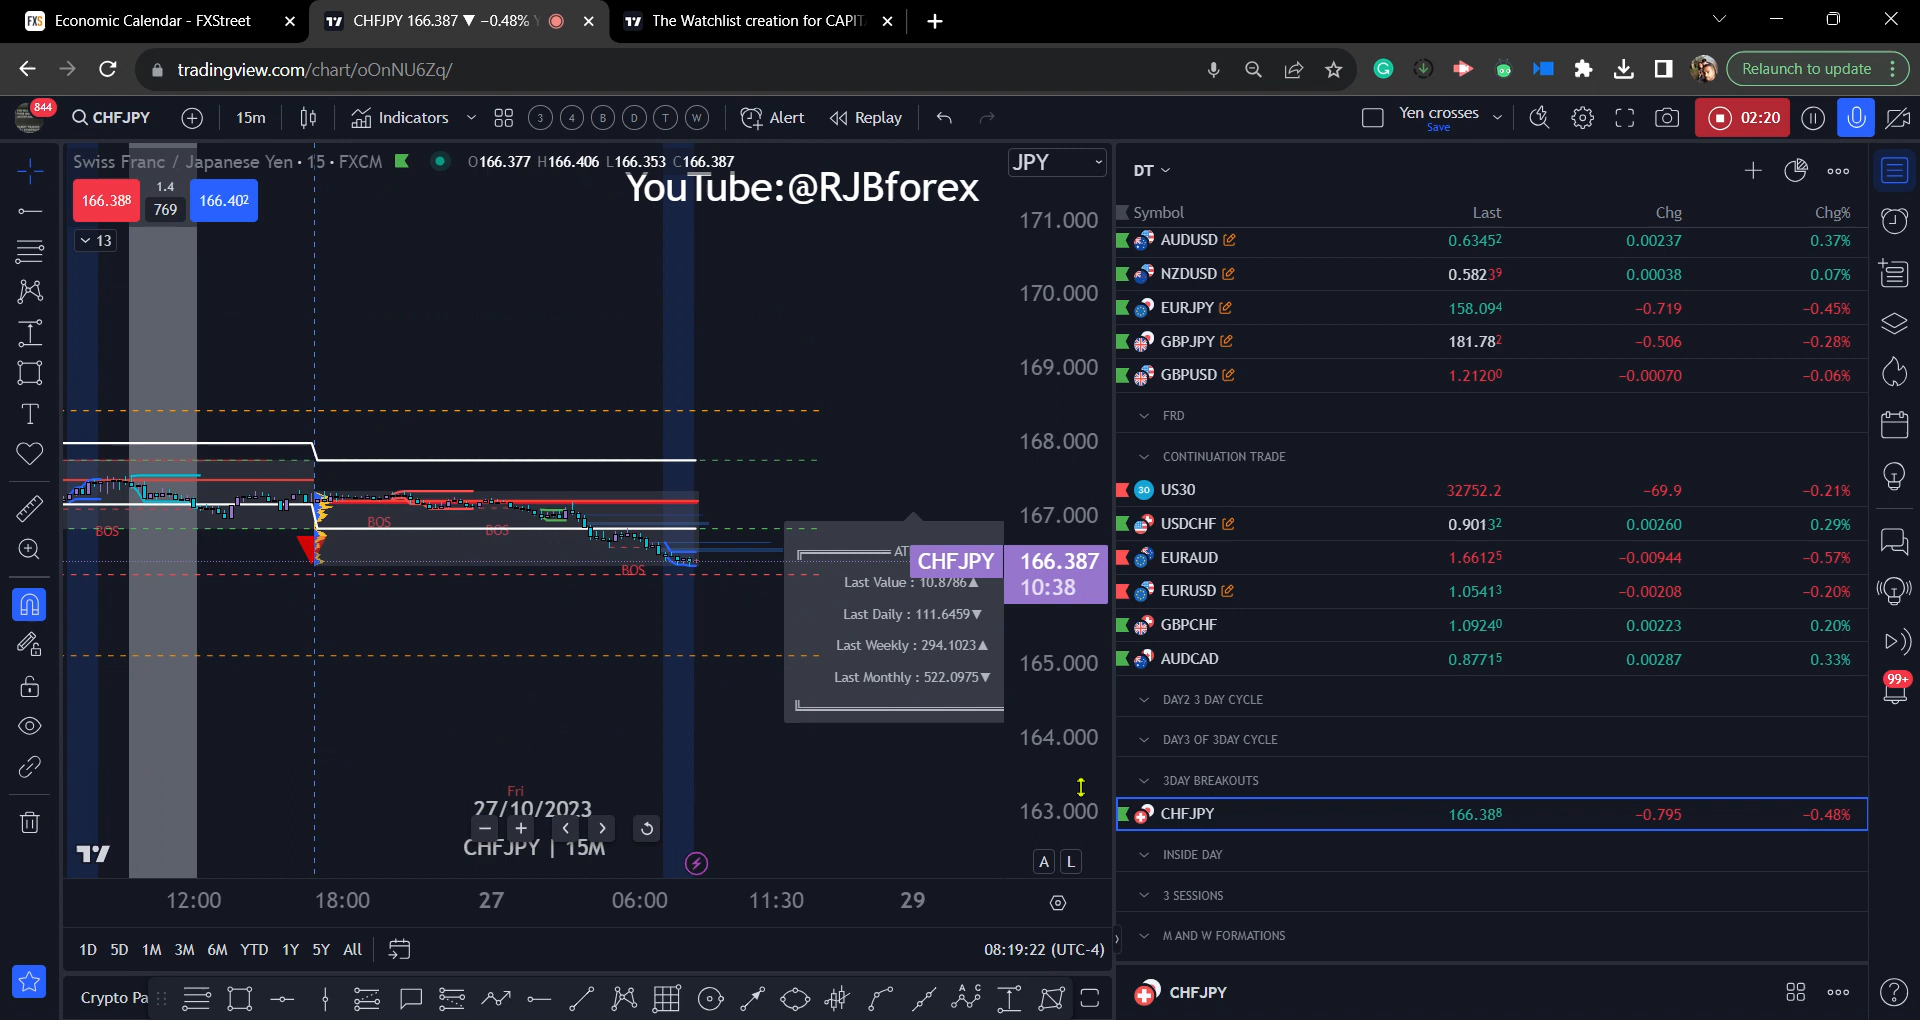 Economic Calendar - FXStreet
CHFJPY 166.387 ▼ −0.48%
The Watchlist creation for CAPIT
tradingview.com/chart/oOnNU6Zq/
Relaunch to update
844
CHFJPY
15m
Indicators
3 4 B D T W
Alert
Replay
Yen crosses
Save
02:20
Swiss Franc / Japanese Yen · 15 · FXCM
O166.377 H166.406 L166.353 C166.387
JPY
YouTube:@RJBforex
166.388
1.4
769
166.402
13
171.000
170.000
169.000
168.000
167.000
165.000
164.000
163.000
BOS
BOS
BOS
BOS
AT
CHFJPY
166.387
10:38
Last Value : 10.8786▲
Last Daily : 111.6459▼
Last Weekly : 294.1023▲
Last Monthly : 522.0975▼
Fri
27/10/2023
CHFJPY | 15M
A L
12:00 18:00 27 06:00 11:30 29
1D 5D 1M 3M 6M YTD 1Y 5Y All
08:19:22 (UTC-4)
Crypto Pa
A C
DT
Symbol Last Chg Chg%
AUDUSD 0.63452 0.00237 0.37%
NZDUSD 0.58239 0.00038 0.07%
EURJPY 158.094 −0.719 −0.45%
GBPJPY 181.782 −0.506 −0.28%
GBPUSD 1.21200 −0.00070 −0.06%
FRD
CONTINUATION TRADE
30 US30 32752.2 −69.9 −0.21%
USDCHF 0.90132 0.00260 0.29%
EURAUD 1.66125 −0.00944 −0.57%
EURUSD 1.05413 −0.00208 −0.20%
GBPCHF 1.09240 0.00223 0.20%
AUDCAD 0.87715 0.00287 0.33%
DAY2 3 DAY CYCLE
DAY3 OF 3DAY CYCLE
3DAY BREAKOUTS
CHFJPY 166.388 −0.795 −0.48%
INSIDE DAY
3 SESSIONS
M AND W FORMATIONS
CHFJPY
99+